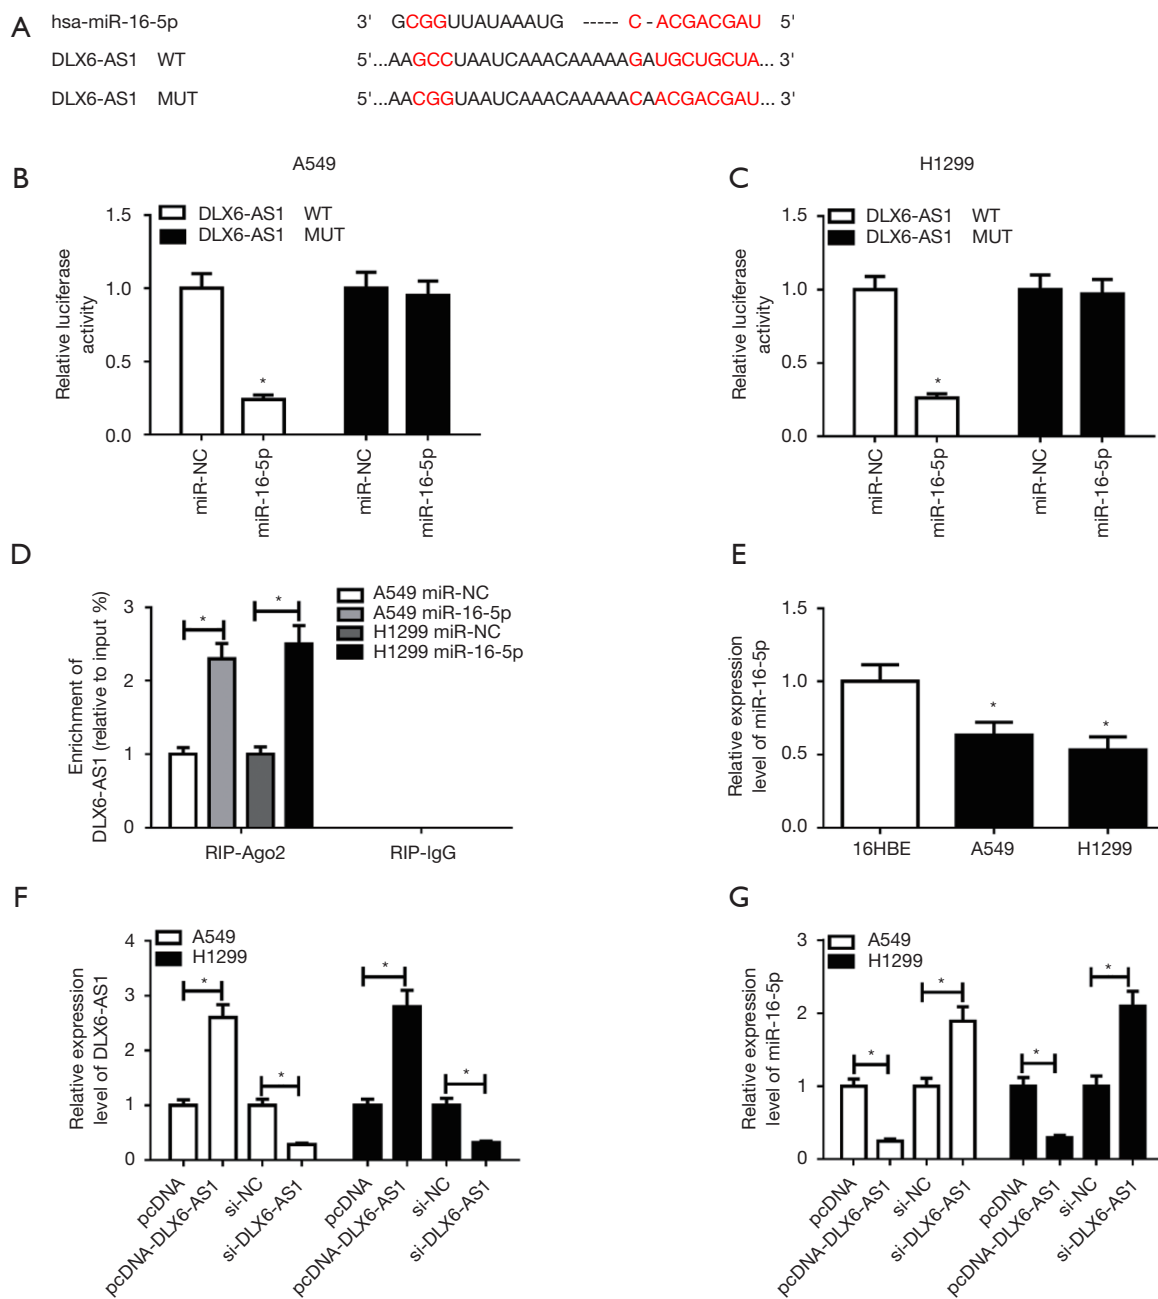 A
hsa-miR-16-5p 3' GCGGUUAUAAAUG ----- C - ACGACGAU 5'
DLX6-AS1 WT 5'...AAGCCUAAUCAAACAAAAAGAUGCUGCUA... 3'
DLX6-AS1 MUT 5'...AACGGUAAUCAAACAAAAACAACGACGAU... 3'
B
A549
Relative luciferase
activity
1.5
1.0
0.5
0.0
DLX6-AS1 WT
DLX6-AS1 MUT
*
miR-NC
miR-16-5p
miR-NC
miR-16-5p
C
H1299
Relative luciferase
activity
1.5
1.0
0.5
0.0
DLX6-AS1 WT
DLX6-AS1 MUT
*
miR-NC
miR-16-5p
miR-NC
miR-16-5p
D
Enrichment of
DLX6-AS1 (relative to input %)
3
2
1
0
A549 miR-NC
A549 miR-16-5p
H1299 miR-NC
H1299 miR-16-5p
*
*
RIP-Ago2
RIP-IgG
E
Relative expression
level of miR-16-5p
1.5
1.0
0.5
0.0
*
*
16HBE
A549
H1299
F
Relative expression
level of DLX6-AS1
4
3
2
1
0
A549
H1299
*
*
*
*
pcDNA
pcDNA-DLX6-AS1
si-NC
si-DLX6-AS1
pcDNA
pcDNA-DLX6-AS1
si-NC
si-DLX6-AS1
G
Relative expression
level of miR-16-5p
3
2
1
0
A549
H1299
*
*
*
*
pcDNA
pcDNA-DLX6-AS1
si-NC
si-DLX6-AS1
pcDNA
pcDNA-DLX6-AS1
si-NC
si-DLX6-AS1